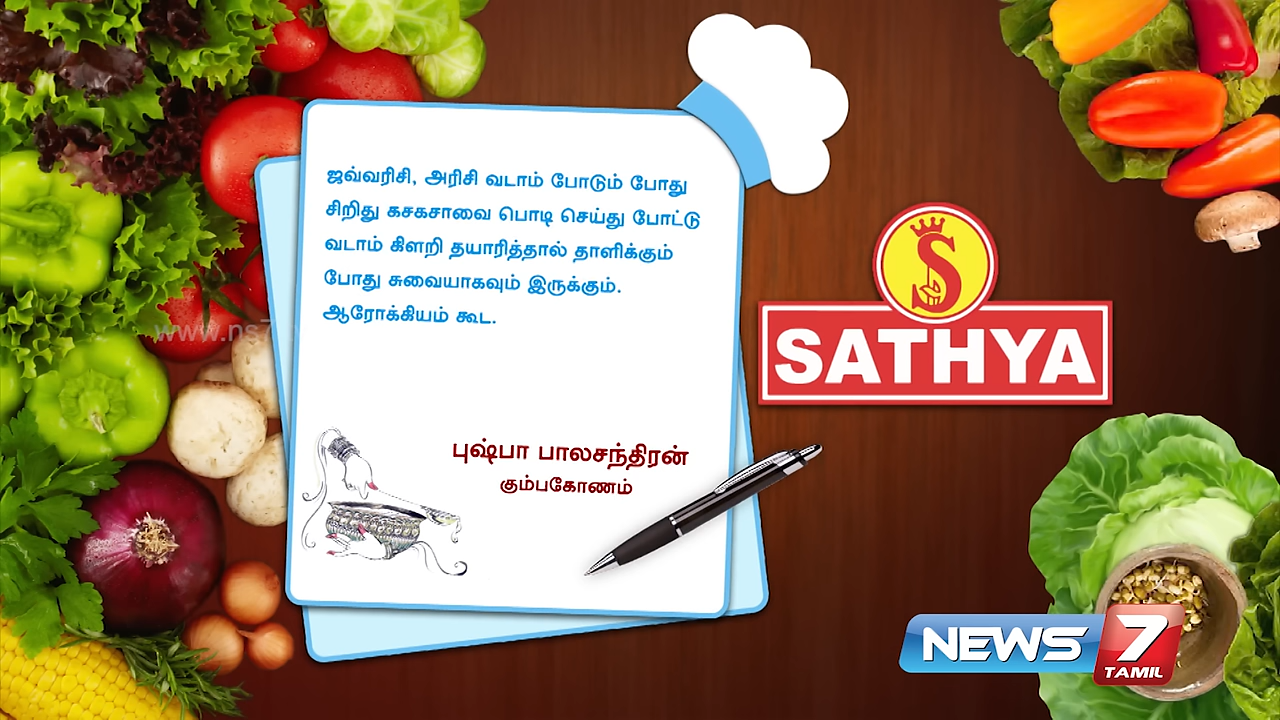 ஜவ்வரிசி, அரிசி வடாம் போடும் போது
சிறிது கசகசாவை பொடி செய்து போட்டு
வடாம் கிளறி தயாரித்தால் தாளிக்கும்
போது சுவையாகவும் இருக்கும்.
ஆரோக்கியம் கூட.
புஷ்பா பாலசந்திரன்
கும்பகோணம்
S
SATHYA
NEWS 7
TAMIL